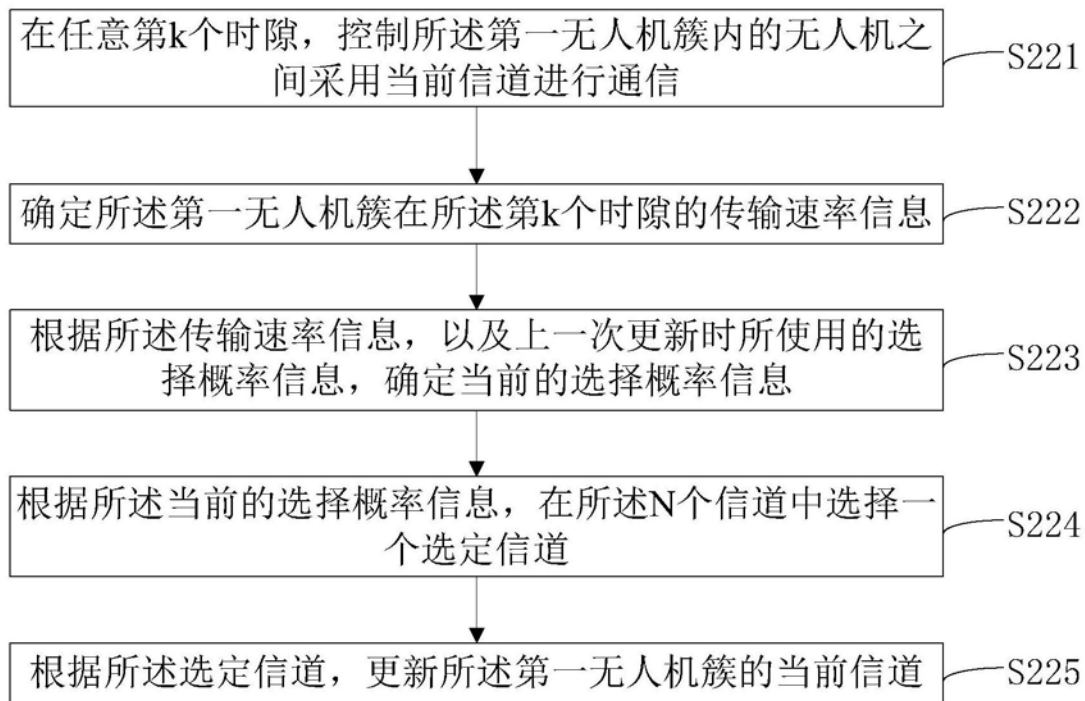 在任意第k个时隙，控制所述第一无人机簇内的无人机之
间采用当前信道进行通信
S221
确定所述第一无人机簇在所述第k个时隙的传输速率信息
S222
根据所述传输速率信息，以及上一次更新时所使用的选
择概率信息，确定当前的选择概率信息
S223
根据所述当前的选择概率信息，在所述N个信道中选择一
个选定信道
S224
根据所述选定信道，更新所述第一无人机簇的当前信道
S225